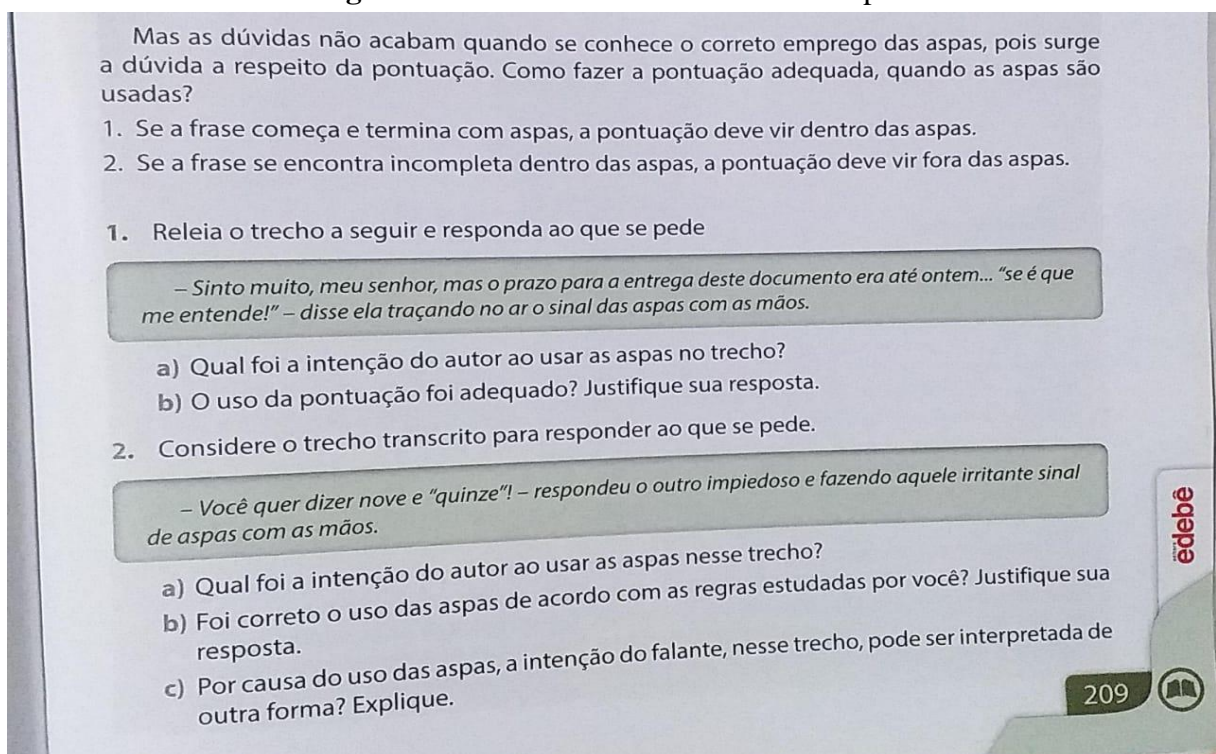 Mas as dúvidas não acabam quando se conhece o correto emprego das aspas, pois surge
a dúvida a respeito da pontuação. Como fazer a pontuação adequada, quando as aspas são
usadas?
1. Se a frase começa e termina com aspas, a pontuação deve vir dentro das aspas.
2. Se a frase se encontra incompleta dentro das aspas, a pontuação deve vir fora das aspas.
1. Releia o trecho a seguir e responda ao que se pede
– Sinto muito, meu senhor, mas o prazo para a entrega deste documento era até ontem... “se é que
me entende!” – disse ela traçando no ar o sinal das aspas com as mãos.
a) Qual foi a intenção do autor ao usar as aspas no trecho?
b) O uso da pontuação foi adequado? Justifique sua resposta.
2. Considere o trecho transcrito para responder ao que se pede.
– Você quer dizer nove e “quinze”! – respondeu o outro impiedoso e fazendo aquele irritante sinal
de aspas com as mãos.
a) Qual foi a intenção do autor ao usar as aspas nesse trecho?
b) Foi correto o uso das aspas de acordo com as regras estudadas por você? Justifique sua
resposta.
c) Por causa do uso das aspas, a intenção do falante, nesse trecho, pode ser interpretada de
outra forma? Explique.
edebê
209